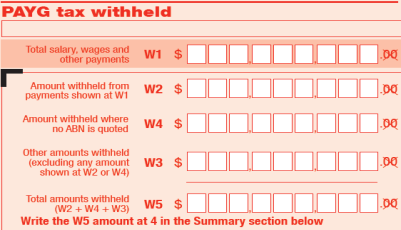 PAYG tax withheld
Total salary, wages and
other payments
W1 $ .00
Amount withheld from
payments shown at W1
W2 $ .00
Amount withheld where
no ABN is quoted
W4 $ .00
Other amounts withheld
(excluding any amount
shown at W2 or W4)
W3 $ .00
Total amounts withheld
(W2 + W4 + W3)
W5 $ .00
Write the W5 amount at 4 in the Summary section below